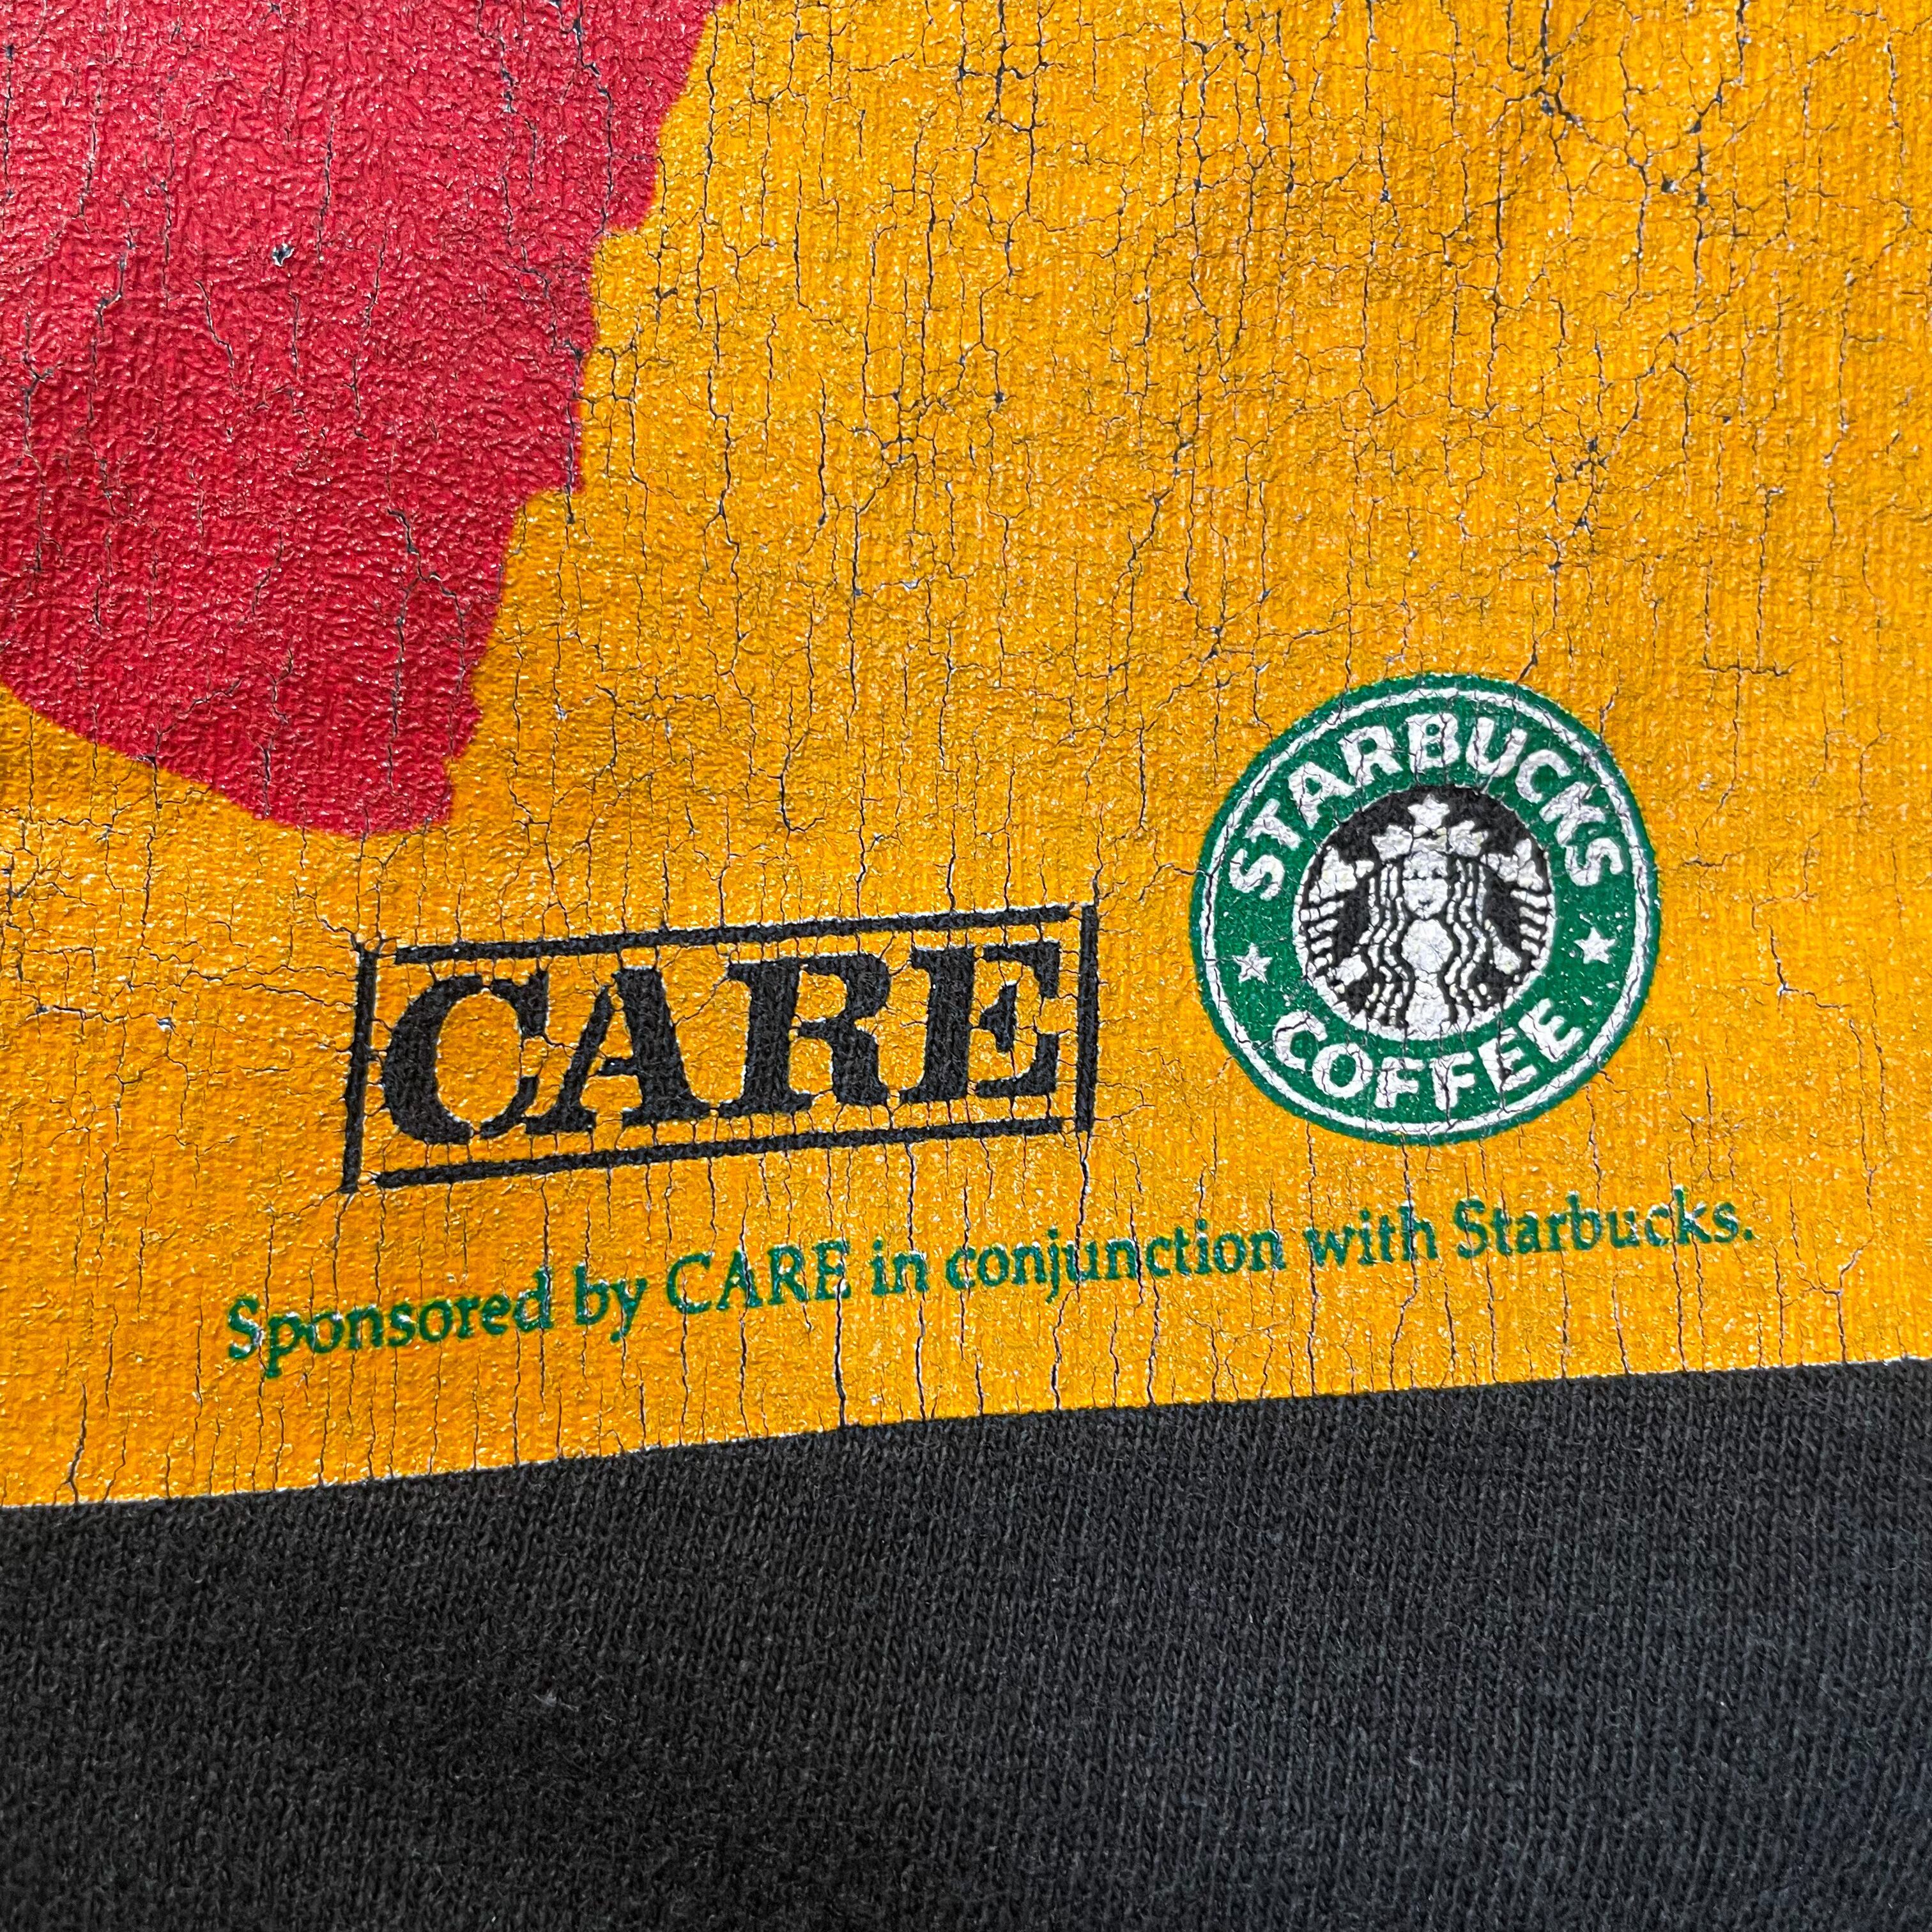 CARE
STARBUCKS
COFFEE
Sponsored by CARE in conjunction with Starbucks.